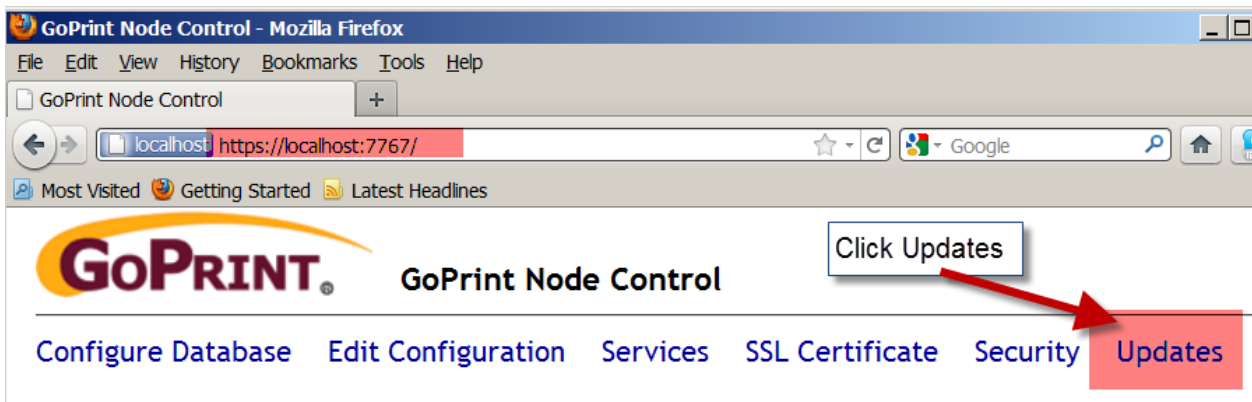 GoPrint Node Control - Mozilla Firefox
File Edit View History Bookmarks Tools Help
GoPrint Node Control +
localhost https://localhost:7767/ Google
Most Visited Getting Started Latest Headlines
GOPRINT® GoPrint Node Control
Click Updates
Configure Database Edit Configuration Services SSL Certificate Security Updates